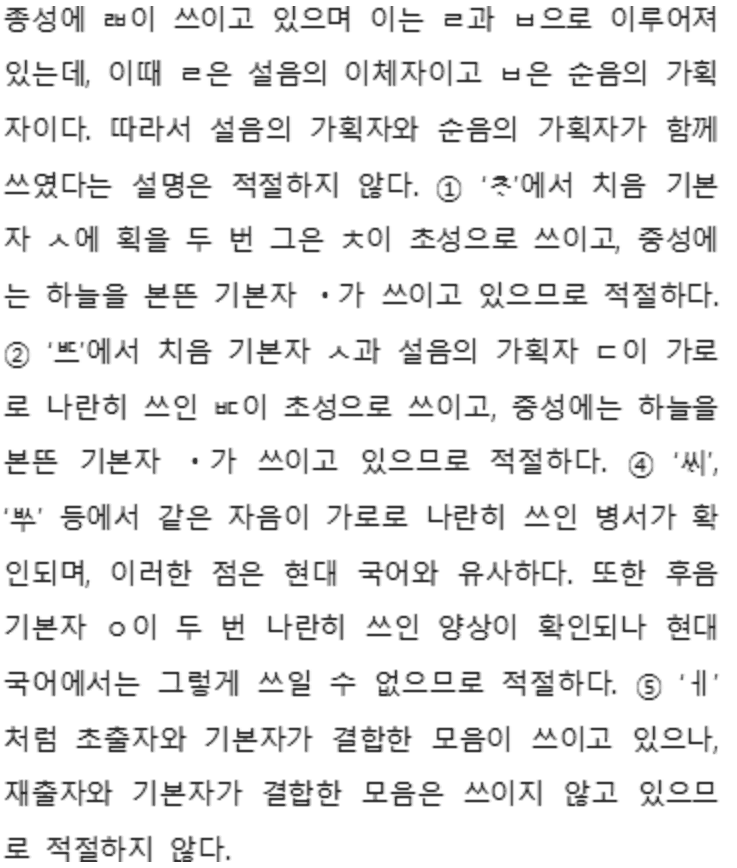 종성에 ㄼ이 쓰이고 있으며 이는 ㄹ과 ㅂ으로 이루어져
있는데, 이때 ㄹ은 설음의 이체자이고 ㅂ은 순음의 가획
자이다. 따라서 설음의 가획자와 순음의 가획자가 함께
쓰였다는 설명은 적절하지 않다. ① ‘ᄎᆞ’에서 치음 기본
자 ㅅ에 획을 두 번 그은 ㅊ이 초성으로 쓰이고, 중성에
는 하늘을 본뜬 기본자 ㆍ가 쓰이고 있으므로 적절하다.
② ‘’에서 치음 기본자 ㅅ과 설음의 가획자 ㄷ이 가로
로 나란히 쓰인 ㅳ이 초성으로 쓰이고, 중성에는 하늘을
본뜬 기본자 ㆍ가 쓰이고 있으므로 적절하다. ④ ‘씨’,
‘’ 등에서 같은 자음이 가로로 나란히 쓰인 병서가 확
인되며, 이러한 점은 현대 국어와 유사하다. 또한 후음
기본자 ㅇ이 두 번 나란히 쓰인 양상이 확인되나 현대
국어에서는 그렇게 쓰일 수 없으므로 적절하다. ⑤ ‘ㅔ’
처럼 초출자와 기본자가 결합한 모음이 쓰이고 있으나,
재출자와 기본자가 결합한 모음은 쓰이지 않고 있으므
로 적절하지 않다.